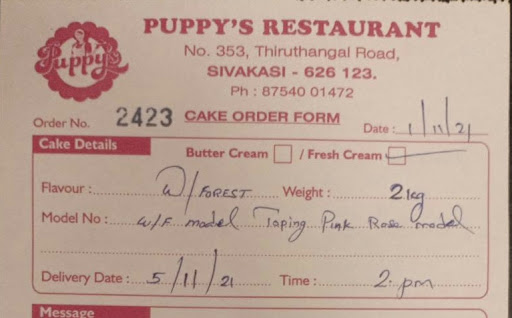 PUPPY'S RESTAURANT
Puppy's
No. 353, Thiruthangal Road,
SIVAKASI - 626 123.
Ph : 87540 01472
Order No. 2423 CAKE ORDER FORM
Date : 1/11/21
Cake Details
Butter Cream / Fresh Cream
Flavour : W/FOREST Weight : 2kg
Model No : W/F model Taping Pink Rose model
Delivery Date : 5/11/21 Time : 2. pm
Message